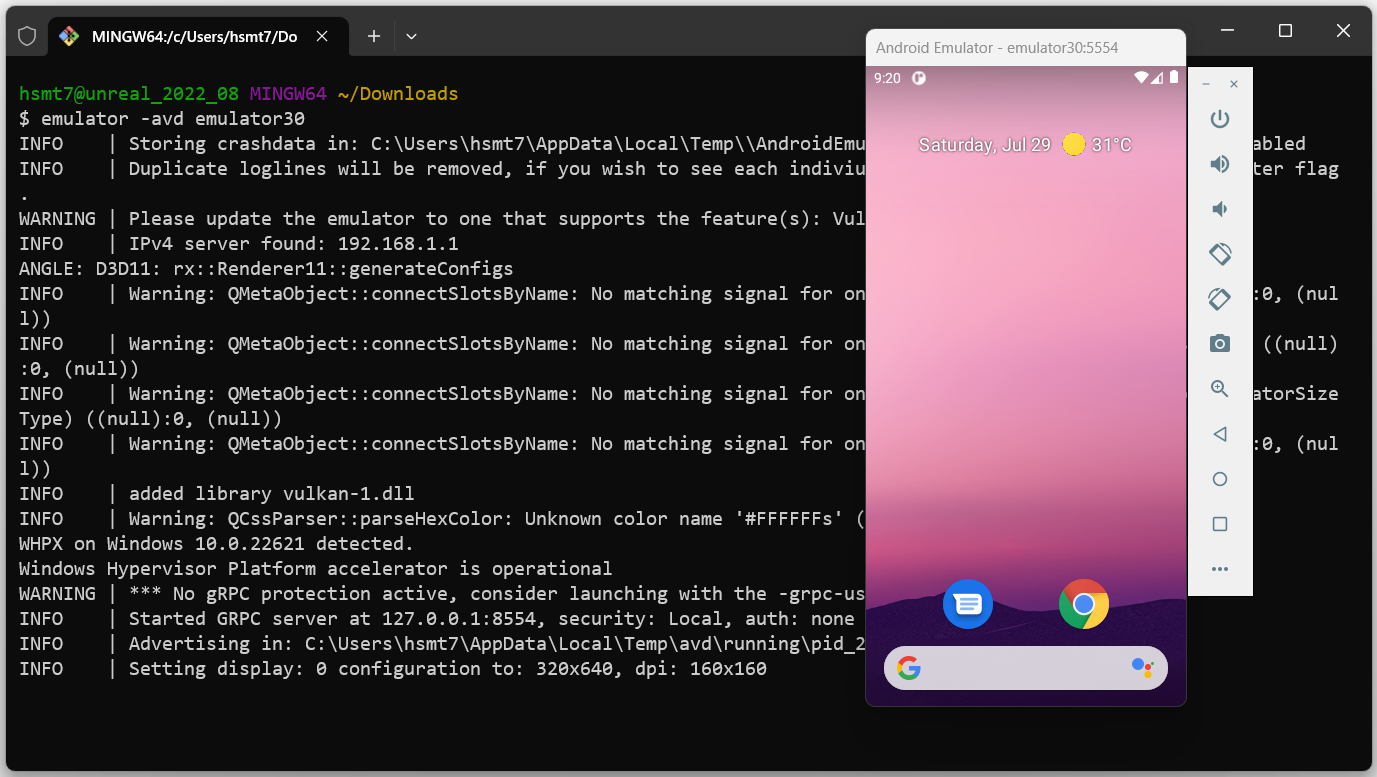 MINGW64:/c/Users/hsmt7/Do
hsmt7@unreal_2022_08 MINGW64 ~/Downloads
$ emulator -avd emulator30
INFO    | Storing crashdata in: C:\Users\hsmt7\AppData\Local\Temp\\AndroidEmu abled
INFO    | Duplicate loglines will be removed, if you wish to see each indiviu ter flag
.
WARNING | Please update the emulator to one that supports the feature(s): Vul
INFO    | IPv4 server found: 192.168.1.1
ANGLE: D3D11: rx::Renderer11::generateConfigs
INFO    | Warning: QMetaObject::connectSlotsByName: No matching signal for on :0, (nul
l))
INFO    | Warning: QMetaObject::connectSlotsByName: No matching signal for on ((null)
:0, (null))
INFO    | Warning: QMetaObject::connectSlotsByName: No matching signal for on atorSize
Type) ((null):0, (null))
INFO    | Warning: QMetaObject::connectSlotsByName: No matching signal for on :0, (nul
l))
INFO    | added library vulkan-1.dll
INFO    | Warning: QCssParser::parseHexColor: Unknown color name '#FFFFFFs' (
WHPX on Windows 10.0.22621 detected.
Windows Hypervisor Platform accelerator is operational
WARNING | *** No gRPC protection active, consider launching with the -grpc-us
INFO    | Started GRPC server at 127.0.0.1:8554, security: Local, auth: none
INFO    | Advertising in: C:\Users\hsmt7\AppData\Local\Temp\avd\running\pid_2
INFO    | Setting display: 0 configuration to: 320x640, dpi: 160x160
Android Emulator - emulator30:5554
9:20
Saturday, Jul 29 31°C